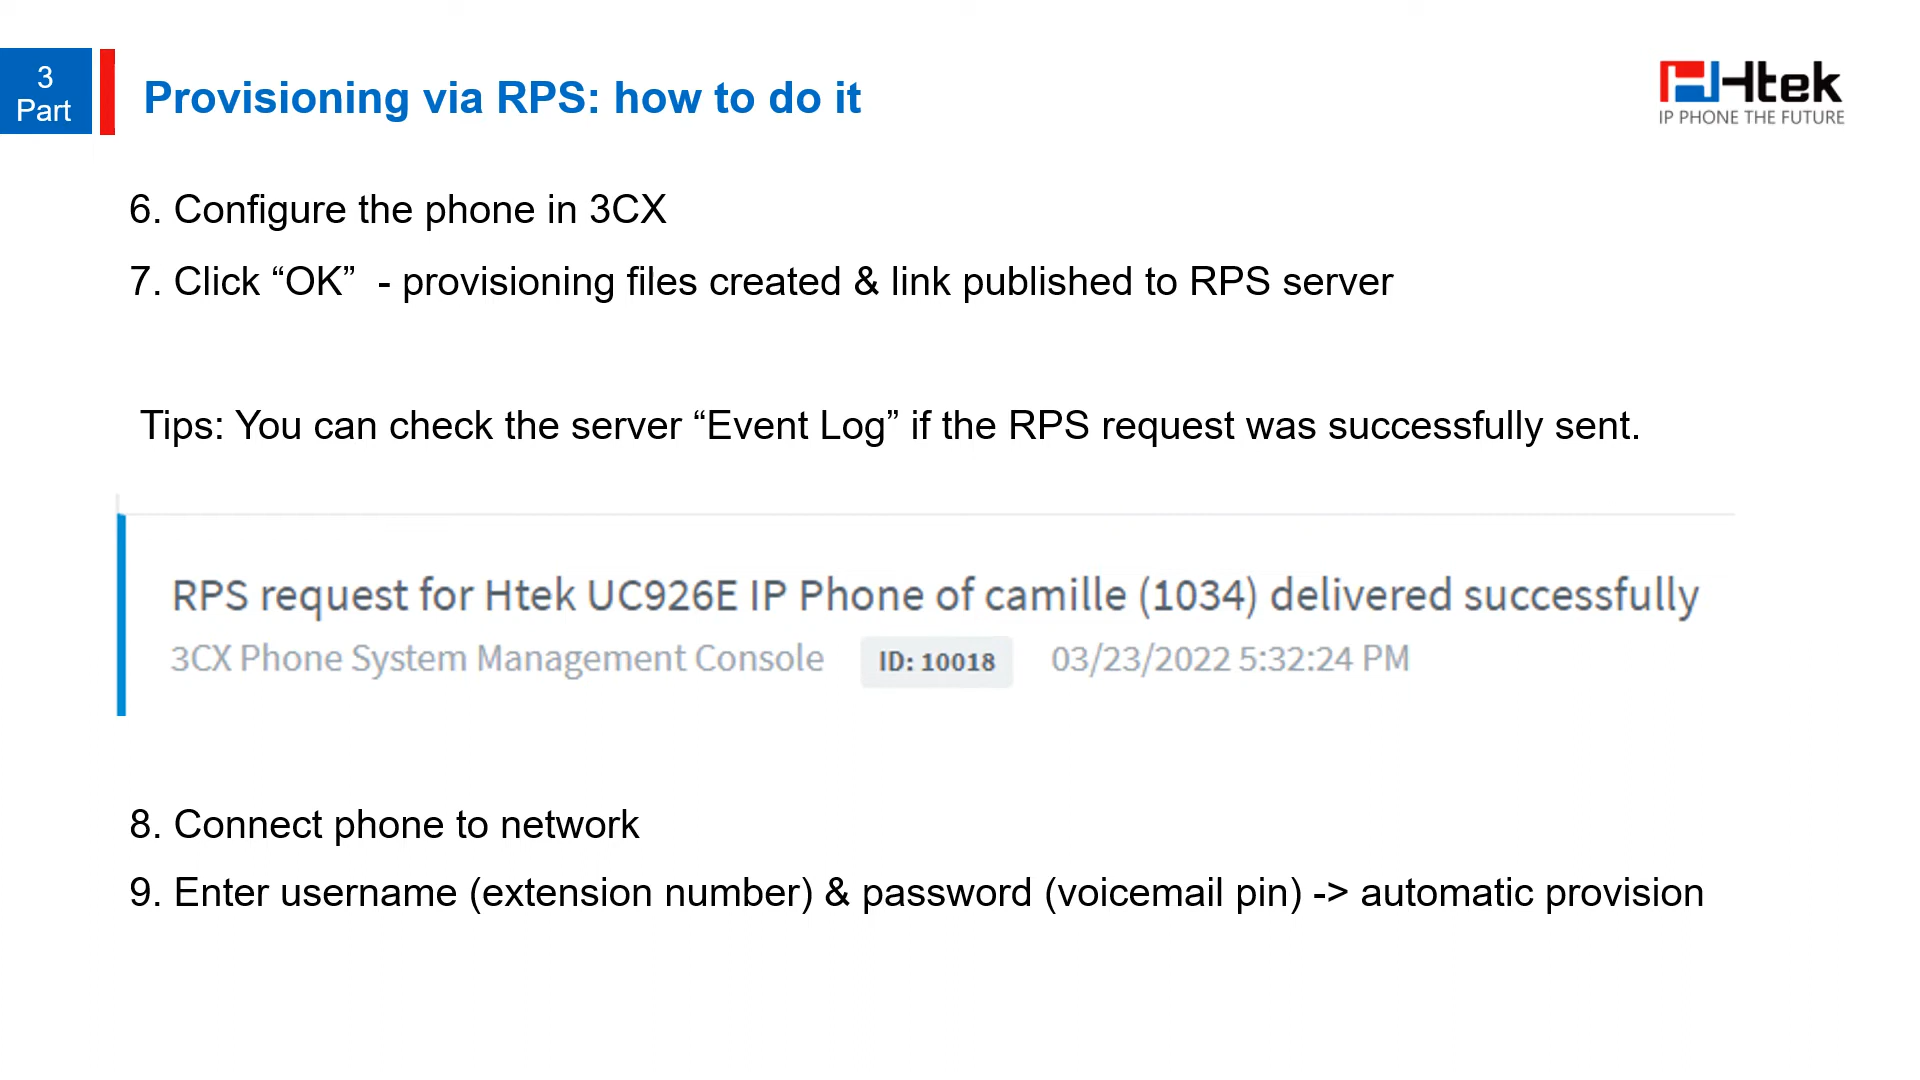 3
Part
Provisioning via RPS: how to do it
Htek
IP PHONE THE FUTURE
6. Configure the phone in 3CX
7. Click “OK”  - provisioning files created & link published to RPS server
Tips: You can check the server “Event Log” if the RPS request was successfully sent.
RPS request for Htek UC926E IP Phone of camille (1034) delivered successfully
3CX Phone System Management Console ID: 10018 03/23/2022 5:32:24 PM
8. Connect phone to network
9. Enter username (extension number) & password (voicemail pin) -> automatic provision